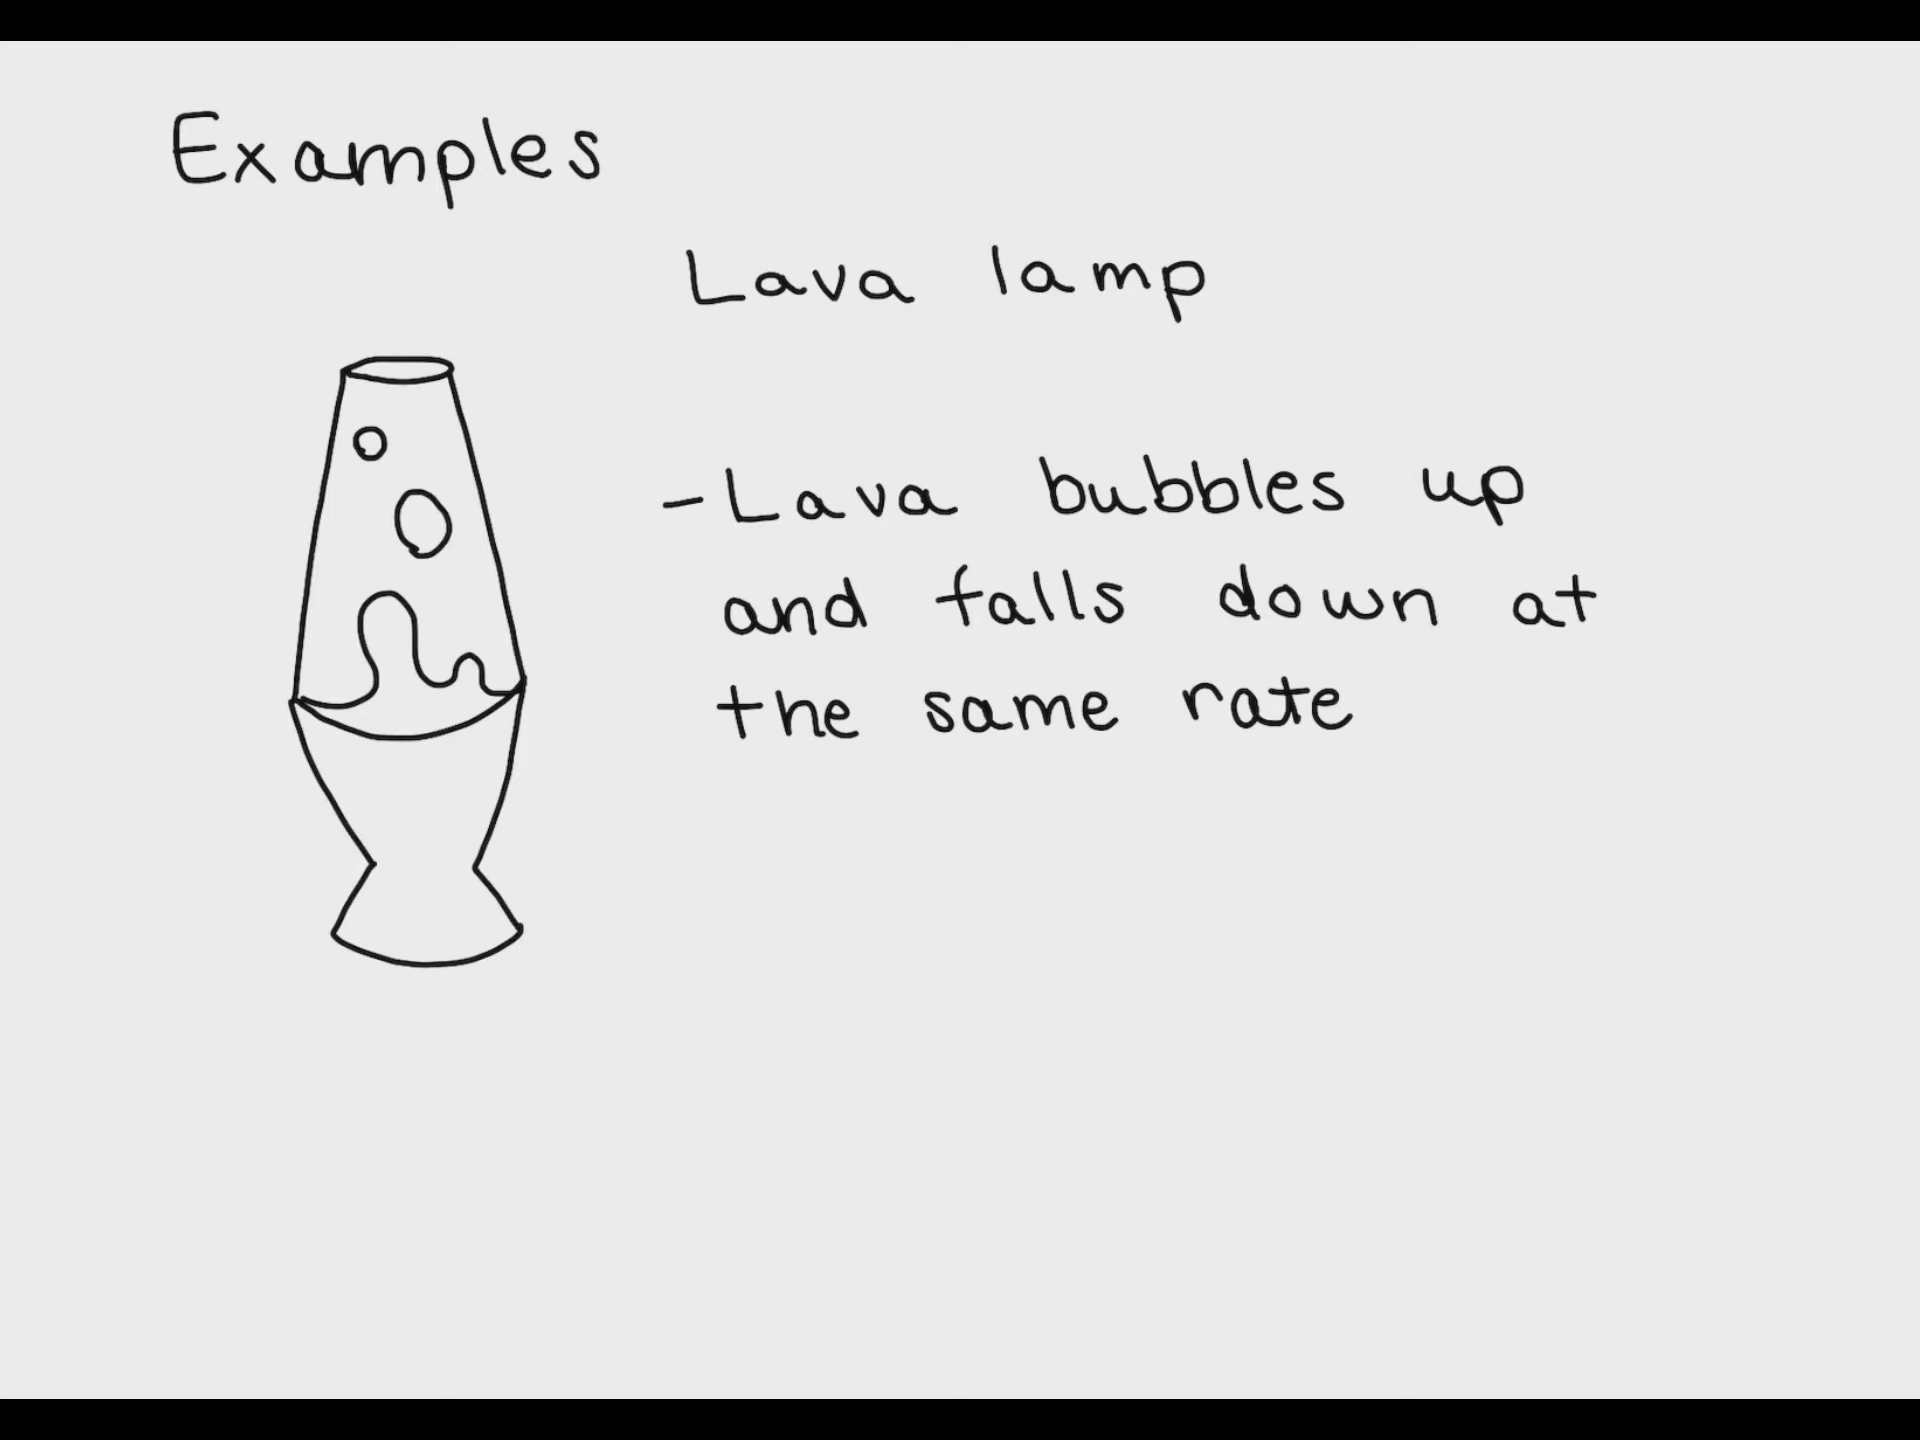 Examples
Lava lamp
- Lava bubbles up
and falls down at
the same rate